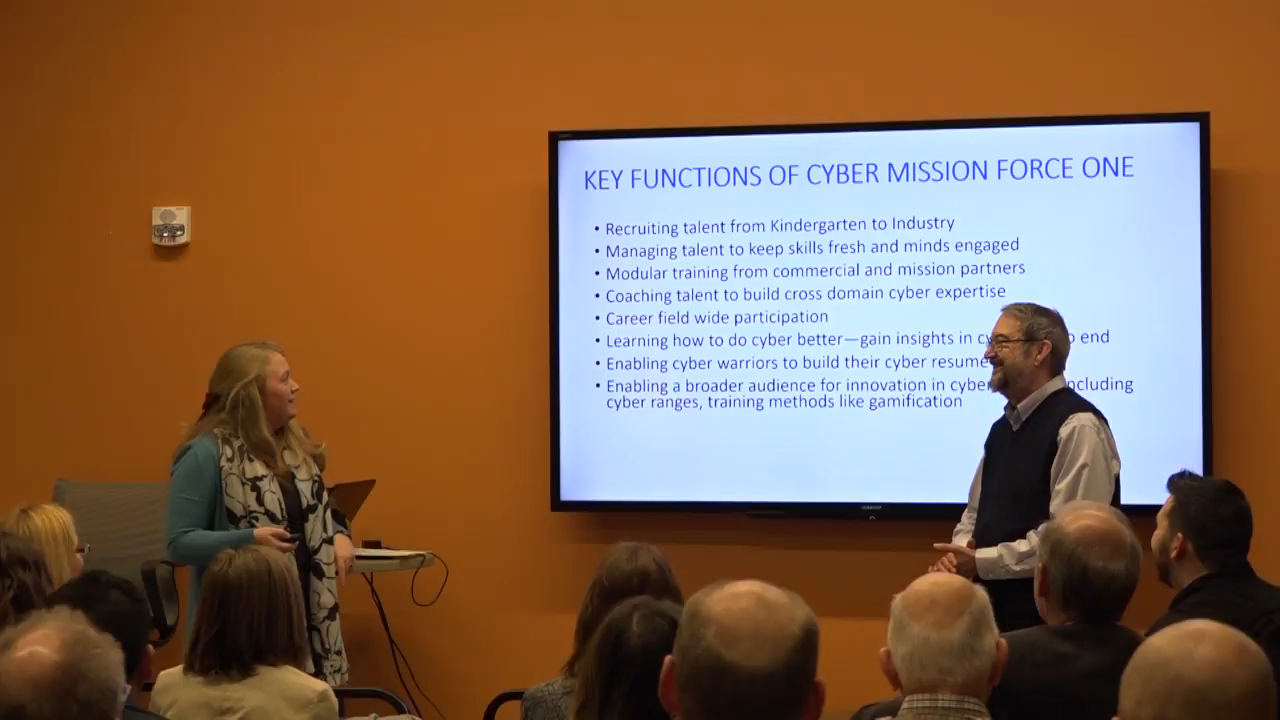 KEY FUNCTIONS OF CYBER MISSION FORCE ONE
• Recruiting talent from Kindergarten to Industry
• Managing talent to keep skills fresh and minds engaged
• Modular training from commercial and mission partners
• Coaching talent to build cross domain cyber expertise
• Career field wide participation
• Learning how to do cyber better—gain insights in end
• Enabling cyber warriors to build their cyber resume
• Enabling a broader audience for innovation in cyber including
cyber ranges, training methods like gamification